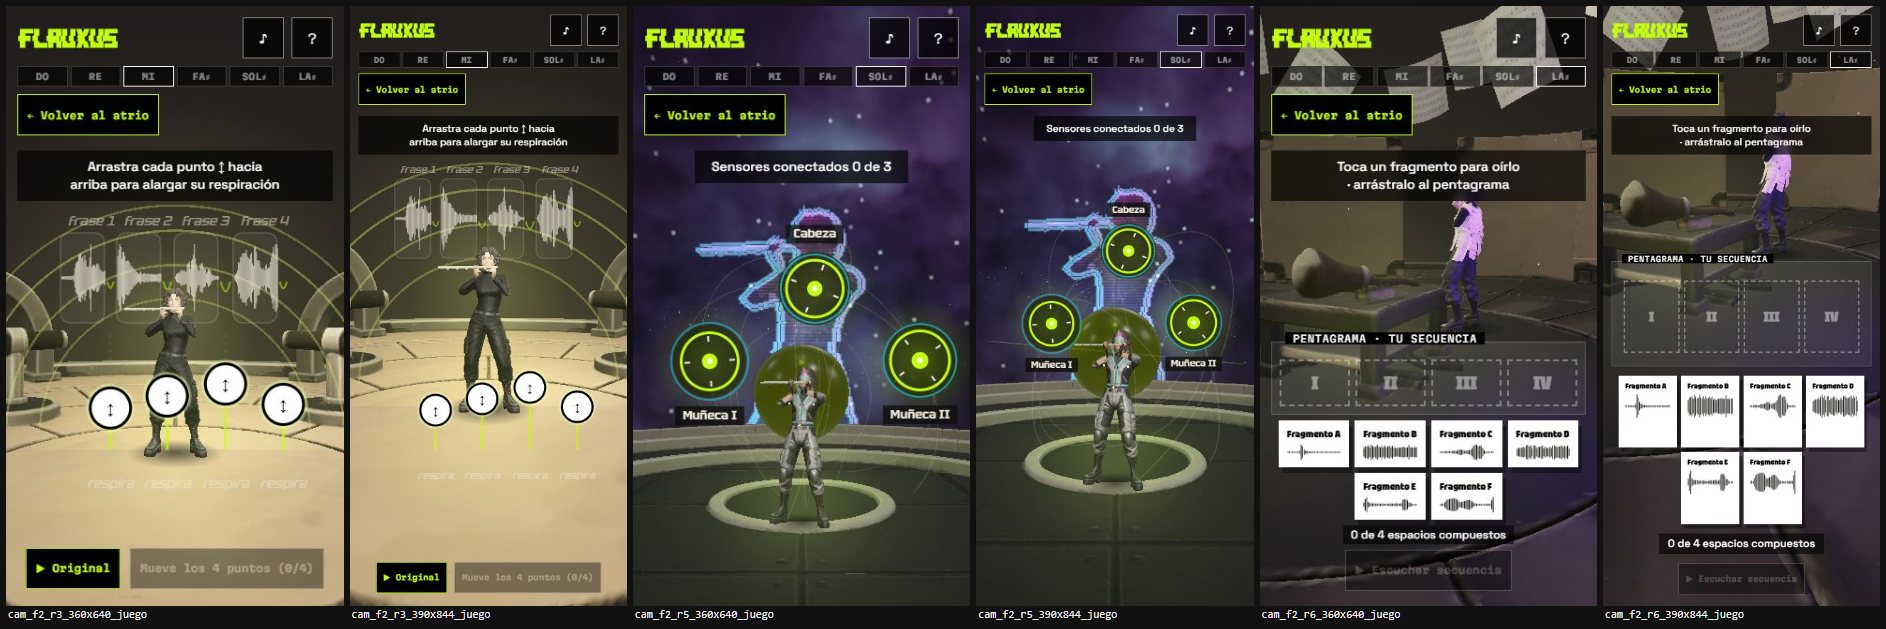 FLAUXUS
♪
?
DO RE MI FA♯ SOL♯ LA♯
← Volver al atrio
Arrastra cada punto ↕ hacia
arriba para alargar su respiración
frase 1 frase 2 frase 3 frase 4
↕ ↕ ↕ ↕
respira respira respira respira
▶ Original
Mueve los 4 puntos (0/4)
cam_f2_r3_360x640_juego
FLAUXUS
♪
?
DO RE MI FA♯ SOL♯ LA♯
← Volver al atrio
Arrastra cada punto ↕ hacia
arriba para alargar su respiración
frase 1 frase 2 frase 3 frase 4
↕ ↕ ↕ ↕
respira respira respira respira
▶ Original
Mueve los 4 puntos (0/4)
cam_f2_r3_390x844_juego
FLAUXUS
♪
?
DO RE MI FA♯ SOL♯ LA♯
← Volver al atrio
Sensores conectados 0 de 3
Cabeza
Muñeca I
Muñeca II
cam_f2_r5_360x640_juego
FLAUXUS
♪
?
DO RE MI FA♯ SOL♯ LA♯
← Volver al atrio
Sensores conectados 0 de 3
Cabeza
Muñeca I
Muñeca II
cam_f2_r5_390x844_juego
FLAUXUS
♪
?
DO RE MI FA♯ SOL♯ LA♯
← Volver al atrio
Toca un fragmento para oírlo
· arrástralo al pentagrama
PENTAGRAMA · TU SECUENCIA
I II III IV
Fragmento A Fragmento B Fragmento C Fragmento D
Fragmento E Fragmento F
0 de 4 espacios compuestos
▶ Escuchar secuencia
cam_f2_r6_360x640_juego
FLAUXUS
♪
?
DO RE MI FA♯ SOL♯ LA♯
← Volver al atrio
Toca un fragmento para oírlo
· arrástralo al pentagrama
PENTAGRAMA · TU SECUENCIA
I II III IV
Fragmento A Fragmento B Fragmento C Fragmento D
Fragmento E Fragmento F
0 de 4 espacios compuestos
▶ Escuchar secuencia
cam_f2_r6_390x844_juego